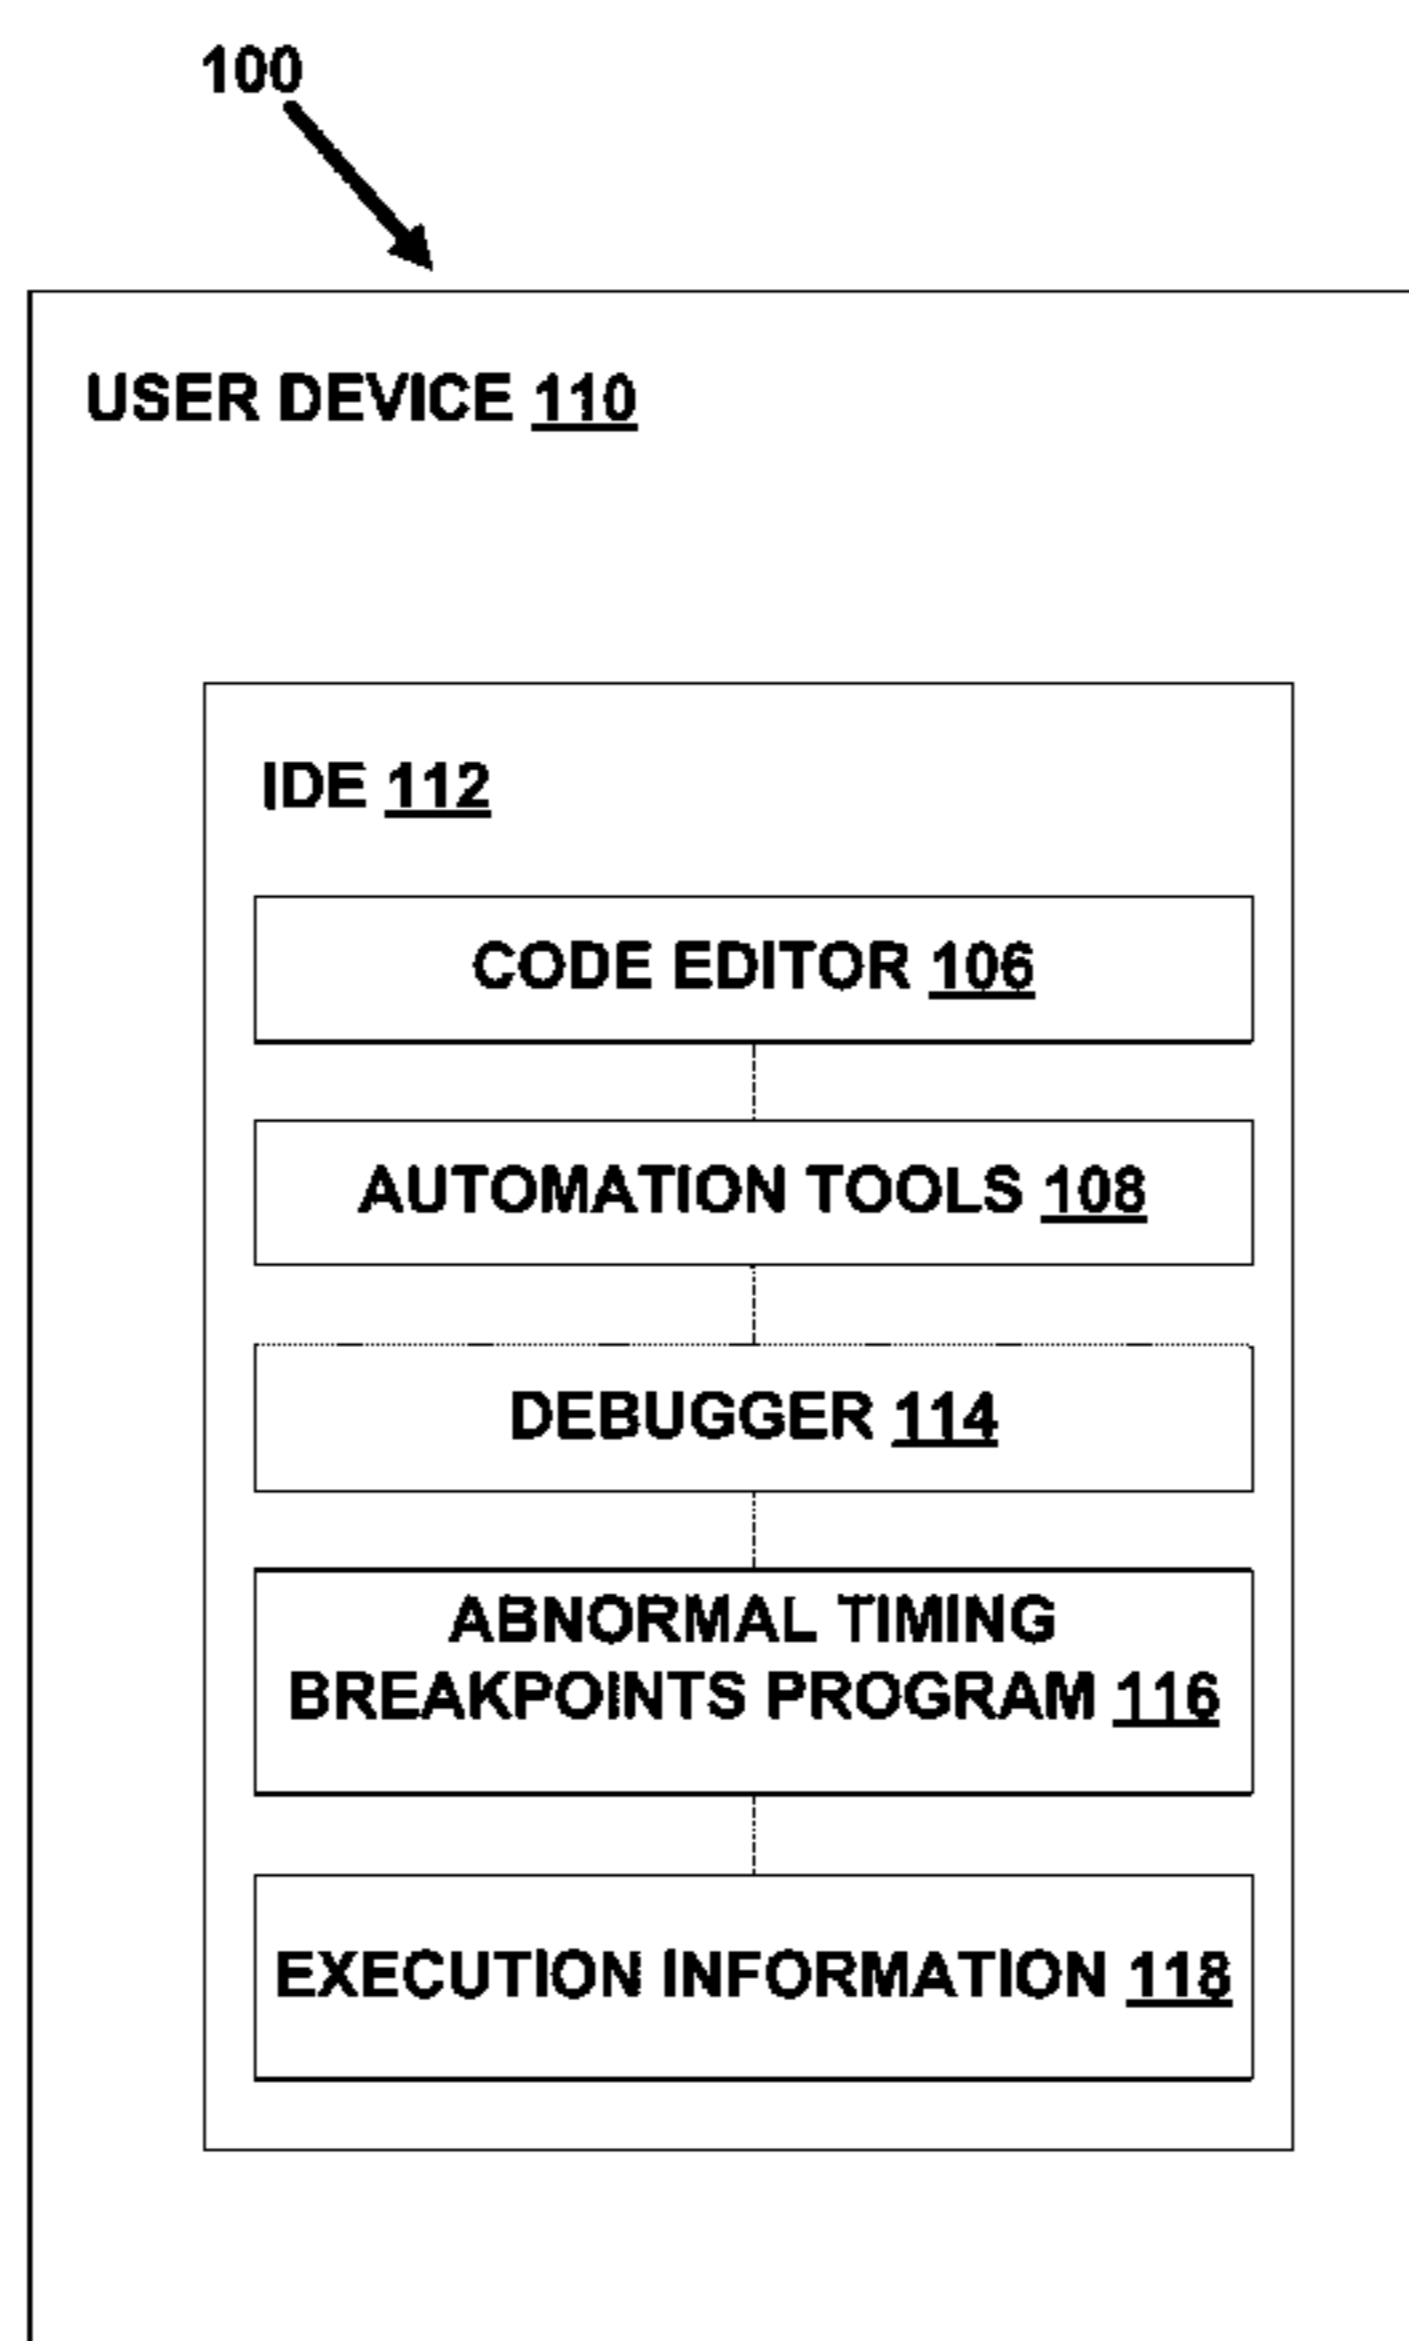 100
USER DEVICE 110
IDE 112
CODE EDITOR 106
AUTOMATION TOOLS 108
DEBUGGER 114
ABNORMAL TIMING
BREAKPOINTS PROGRAM 116
EXECUTION INFORMATION 118